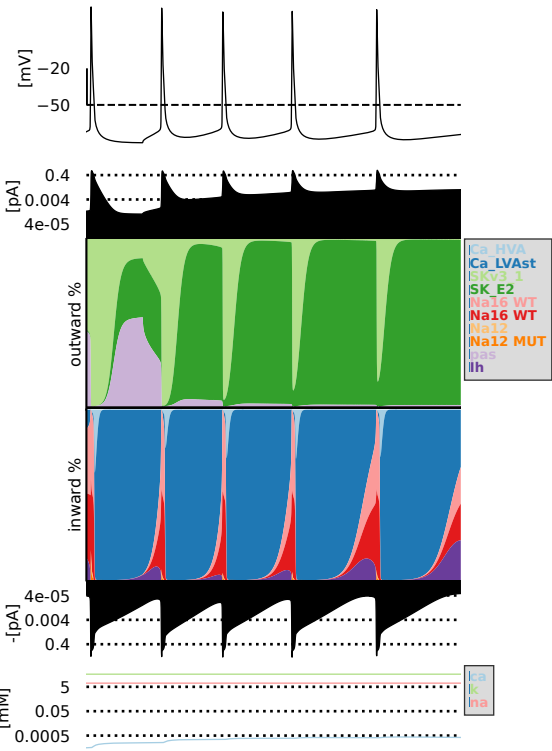 [mV]
−20
−50
[pA]
0.4
0.004
4e-05
outward %
Ca_HVA
Ca_LVAst
SKv3_1
SK_E2
Na16 WT
Na16 WT
Na12
Na12 MUT
pas
Ih
inward %
-[pA]
4e-05
0.004
0.4
[mM]
5
0.05
0.0005
ca
k
na